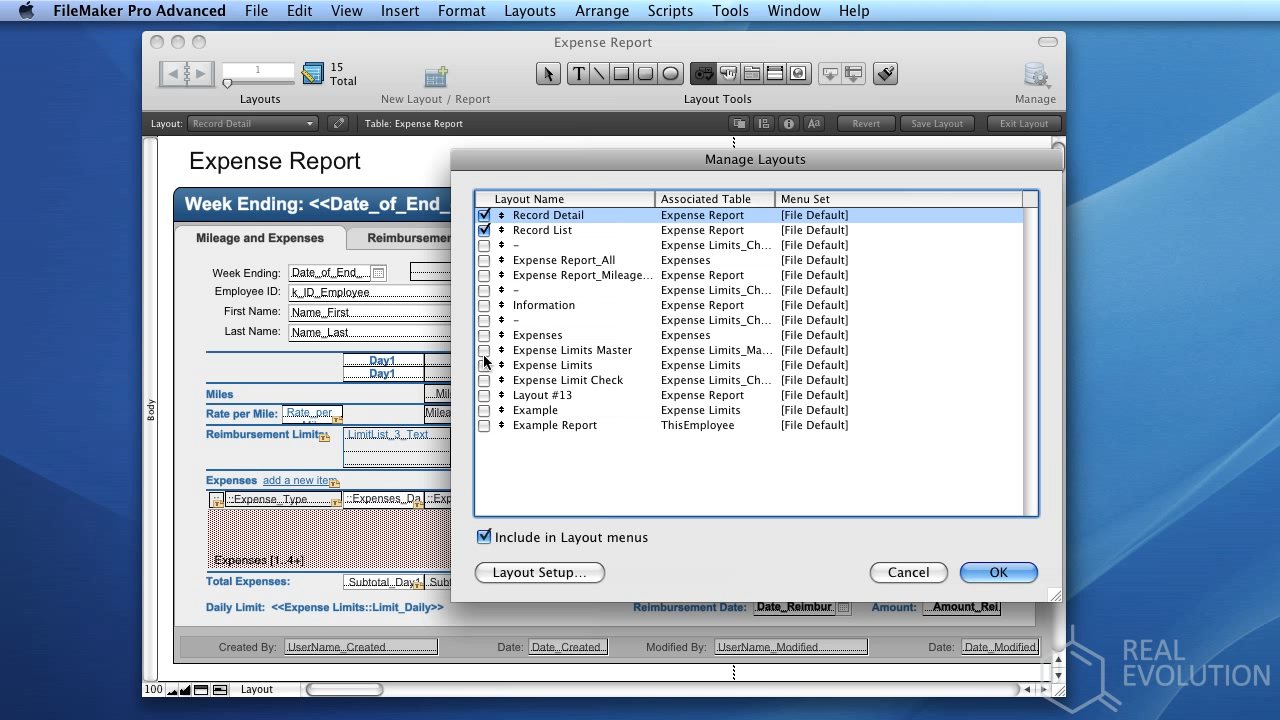 FileMaker Pro Advanced File Edit View Insert Format Layouts Arrange Scripts Tools Window Help
Expense Report
1
15
Total
Layouts
New Layout / Report
Layout Tools
Manage
Layout: Record Detail
Table: Expense Report
Aa
Revert
Save Layout
Exit Layout
Expense Report
Week Ending: <<Date_of_End_
Mileage and Expenses
Reimbursemen
Week Ending: Date_of_End_
Employee ID: k_ID_Employee
First Name: Name_First
Last Name: Name_Last
Day1
Day1
Miles
Rate per Mile: Rate_per
Reimbursement Limit: LimitList_3_Text
Expenses add a new item
::Expense_Type ::Expenses_Da ::Exp
Expenses [1..4+]
Total Expenses: Subtotal_Day1 Sub
Daily Limit: <<Expense Limits::Limit_Daily>>
Reimbursement Date: Date_Reimbur
Amount: Amount_Rei
Created By: UserName_Created Date: Date_Created Modified By: UserName_Modified Date: Date_Modified
Body
100 Layout
Manage Layouts
Layout Name Associated Table Menu Set
Record Detail Expense Report [File Default]
Record List Expense Report [File Default]
– Expense Limits_Ch... [File Default]
Expense Report_All Expenses [File Default]
Expense Report_Mileage... Expense Report [File Default]
– Expense Limits_Ch... [File Default]
Information Expense Report [File Default]
– Expense Limits_Ch... [File Default]
Expenses Expenses [File Default]
Expense Limits Master Expense Limits_Ma... [File Default]
Expense Limits Expense Limits [File Default]
Expense Limit Check Expense Limits_Ch... [File Default]
Layout #13 Expense Report [File Default]
Example Expense Limits [File Default]
Example Report ThisEmployee [File Default]
Include in Layout menus
Layout Setup...
Cancel
OK
REAL
EVOLUTION